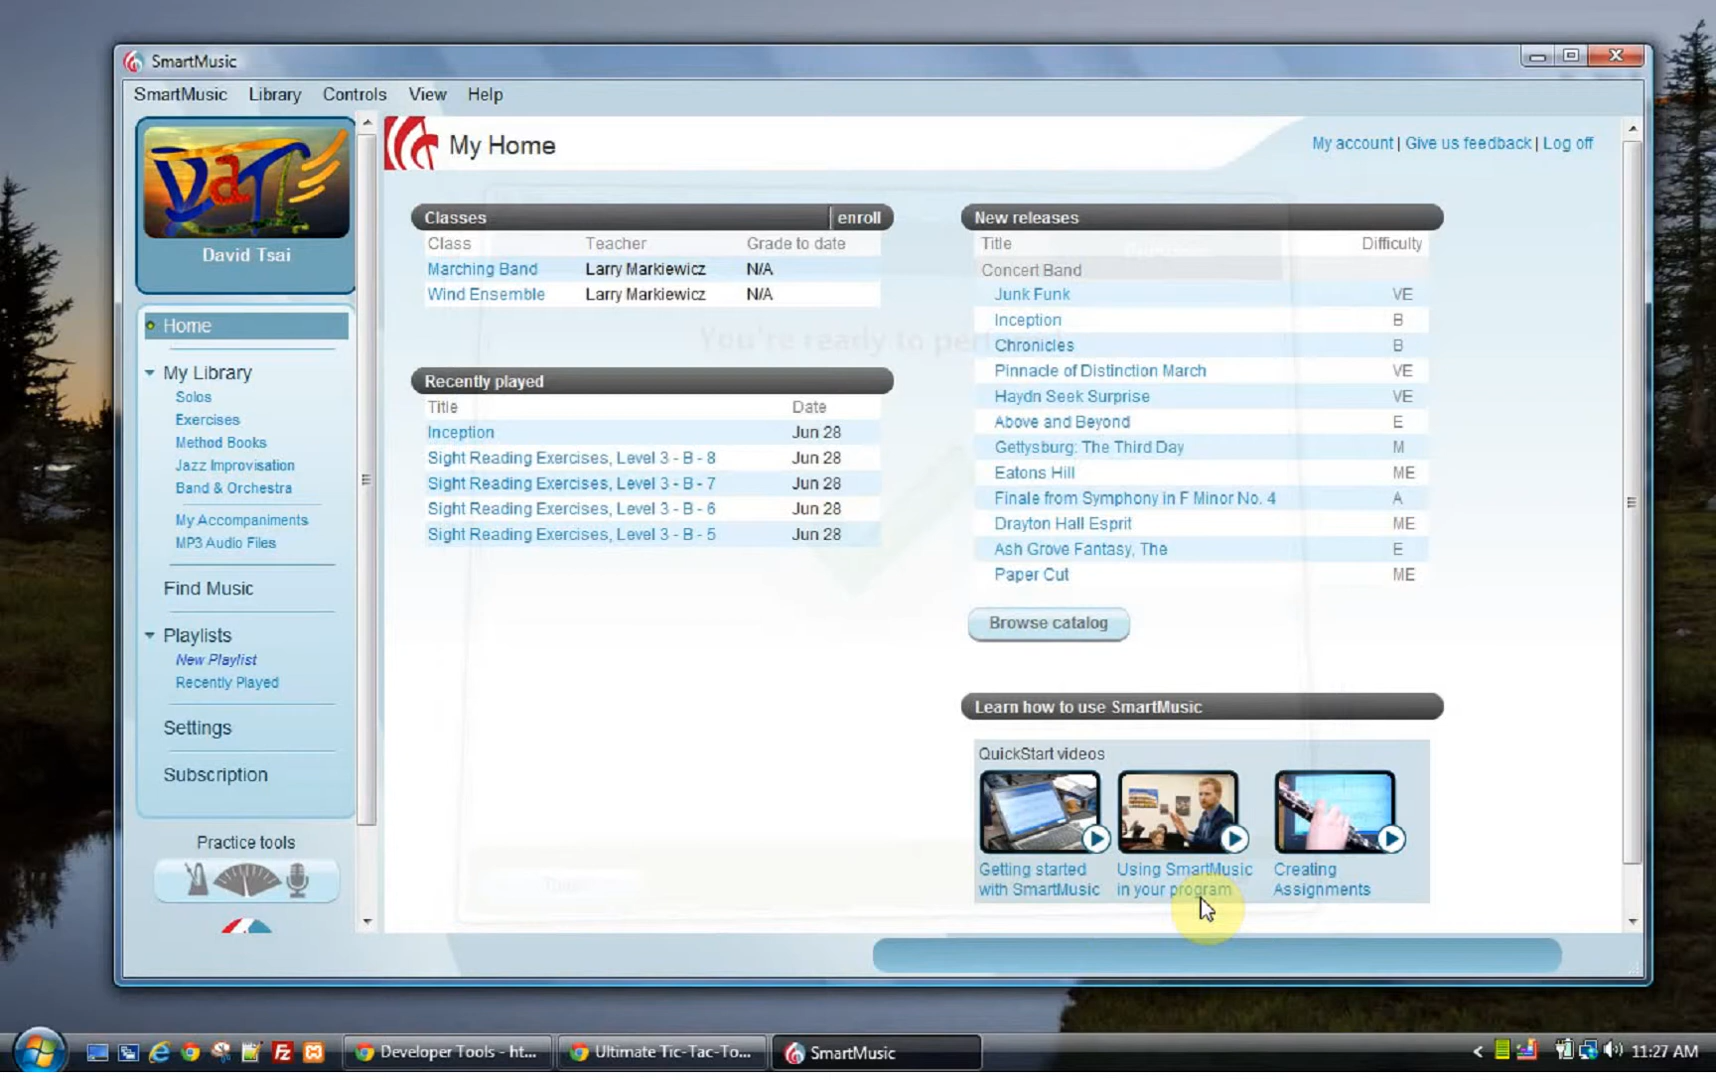 SmartMusic
SmartMusic Library Controls View Help
David Tsai
Home
My Library
Solos
Exercises
Method Books
Jazz Improvisation
Band & Orchestra
My Accompaniments
MP3 Audio Files
Find Music
Playlists
New Playlist
Recently Played
Settings
Subscription
Practice tools
My Home
My account | Give us feedback | Log off
Classes enroll
Class Teacher Grade to date
Marching Band Larry Markiewicz N/A
Wind Ensemble Larry Markiewicz N/A
You're ready to
Recently played
Title Date
Inception Jun 28
Sight Reading Exercises, Level 3 - B - 8 Jun 28
Sight Reading Exercises, Level 3 - B - 7 Jun 28
Sight Reading Exercises, Level 3 - B - 6 Jun 28
Sight Reading Exercises, Level 3 - B - 5 Jun 28
New releases
Title Difficulty
Concert Band
Junk Funk VE
Inception B
Chronicles B
Pinnacle of Distinction March VE
Haydn Seek Surprise VE
Above and Beyond E
Gettysburg: The Third Day M
Eatons Hill ME
Finale from Symphony in F Minor No. 4 A
Drayton Hall Esprit ME
Ash Grove Fantasy, The E
Paper Cut ME
Browse catalog
Learn how to use SmartMusic
QuickStart videos
Getting started
with SmartMusic
Using SmartMusic
in your program
Creating
Assignments
Developer Tools - ht... Ultimate Tic-Tac-To... SmartMusic 11:27 AM